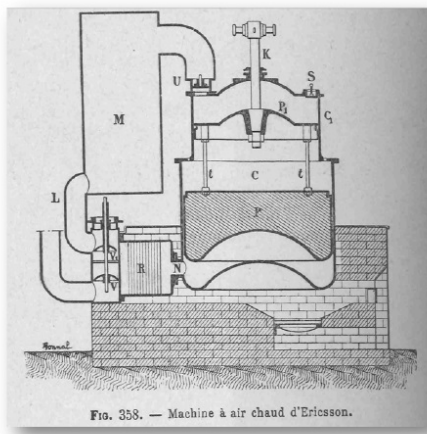 K
S
U
P₁
C₁
M
t
C
t
L
P
V
R
N
V
Fig. 358. — Machine à air chaud d'Ericsson.